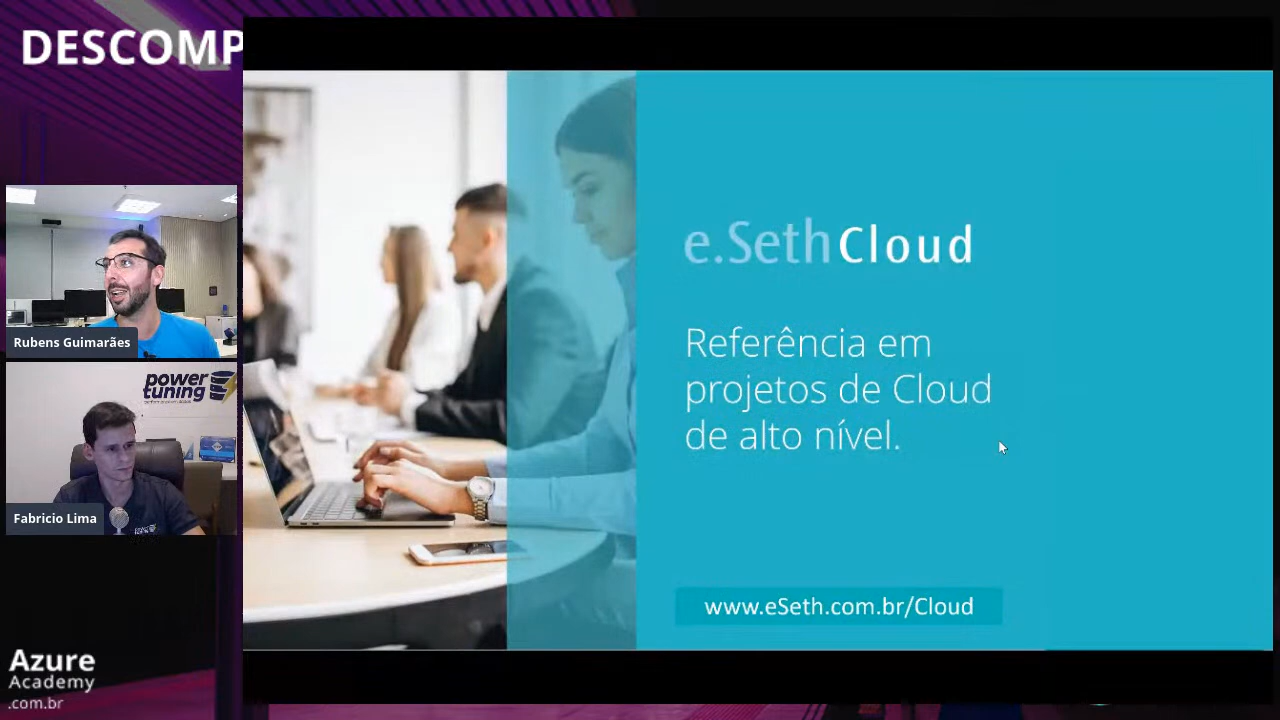 DESCOMP
Rubens Guimarães
power
tuning
Fabricio Lima
Azure
Academy
.com.br
e.Seth Cloud
Referência em
projetos de Cloud
de alto nível.
www.eSeth.com.br/Cloud